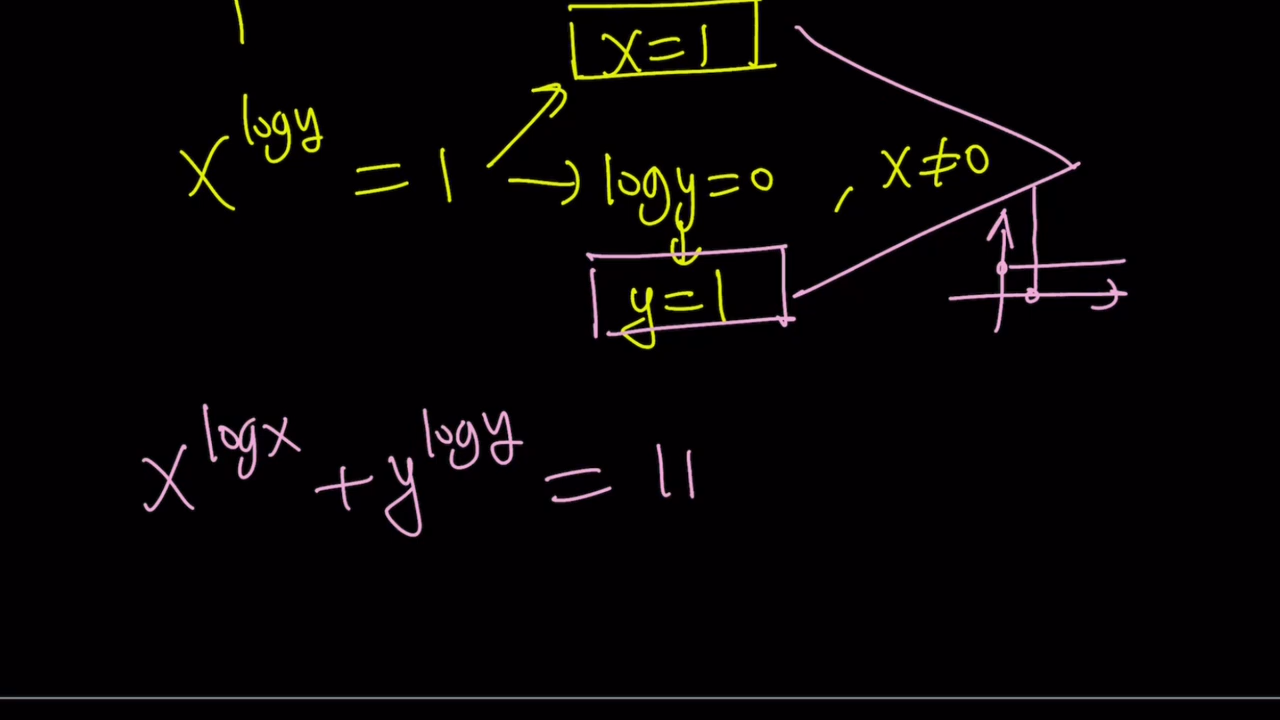 x = 1
x^{log y} = 1 → log y = 0 , x ≠ 0
y = 1
x^{log x} + y^{log y} = 11